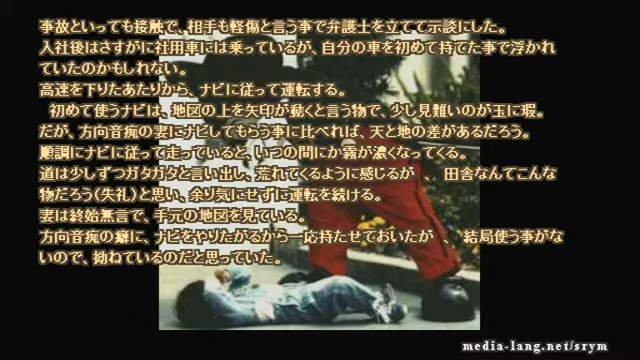 事故といっても接触で、相手も軽傷と言う事で弁護士を立てて示談にした。
入社後はさすがに社用車には乗っているが、自分の車を初めて持てた事で浮かれ
ていたのかもしれない。
高速を下りたあたりから、ナビに従って運転する。
初めて使うナビは、地図の上を矢印が動くと言う物で、少し見難いのが玉に瑕。
だが、方向音痴の妻にナビしてもらう事に比べれば、天と地の差があるだろう。
順調にナビに従って走っていると、いつの間にか霧が濃くなってくる。
道は少しずつガタガタと言い出し、荒れてくるように感じるが 、 田舎なんてこんな
物だろう（失礼）と思い、余り気にせずに運転を続ける。
妻は終始無言で、手元の地図を見ている。
方向音痴の癖に、ナビをやりたがるから一応持たせておいたが 、 結局使う事がな
いので、拗ねているのだと思っていた。
media-lang.net/srym